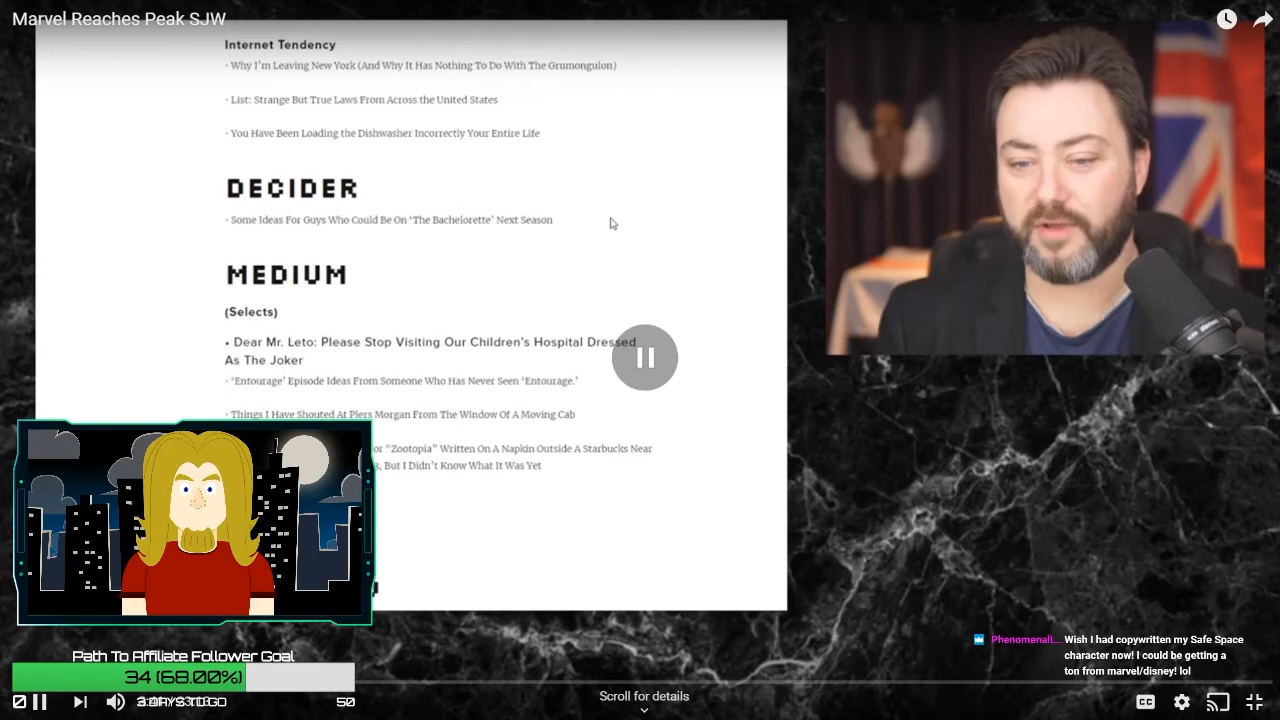 Marvel Reaches Peak SJW
Internet Tendency
· Why I'm Leaving New York (And Why It Has Nothing To Do With The Grumongulon)
· List: Strange But True Laws From Across the United States
· You Have Been Loading the Dishwasher Incorrectly Your Entire Life
DECIDER
· Some Ideas For Guys Who Could Be On 'The Bachelorette' Next Season
MEDIUM
(Selects)
• Dear Mr. Leto: Please Stop Visiting Our Children's Hospital Dressed
As The Joker
· 'Entourage' Episode Ideas From Someone Who Has Never Seen 'Entourage.'
· Things I Have Shouted At Piers Morgan From The Window Of A Moving Cab
or "Zootopia" Written On A Napkin Outside A Starbucks Near
, But I Didn't Know What It Was Yet
PhenomenalL... Wish I had copywritten my Safe Space
character now! I could be getting a
ton from marvel/disney! lol
Path To Affiliate Follower Goal
34 (68.00%)
0
DAYS TO GO
50
Scroll for details
CC